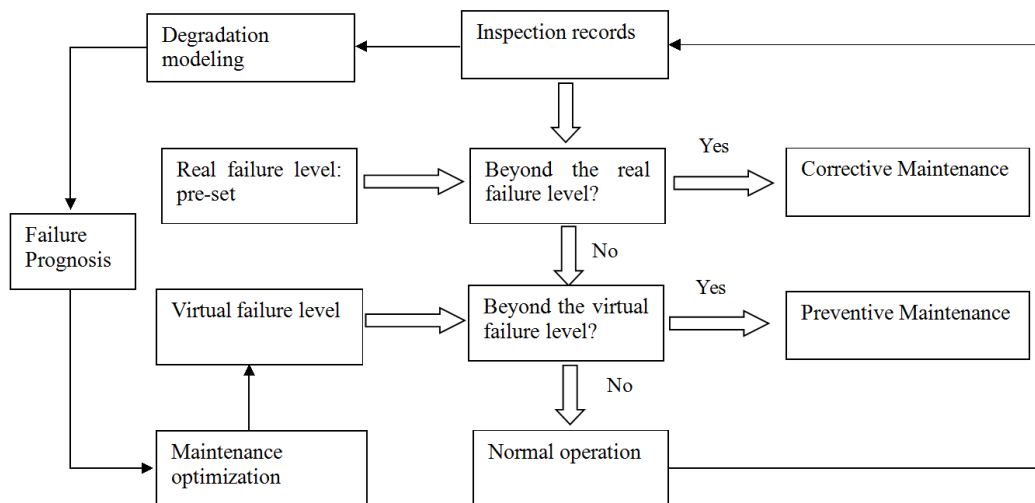 Degradation
modeling
Inspection records
Real failure level:
pre-set
Beyond the real
failure level?
Yes
Corrective Maintenance
Failure
Prognosis
No
Virtual failure level
Beyond the virtual
failure level?
Yes
Preventive Maintenance
No
Maintenance
optimization
Normal operation